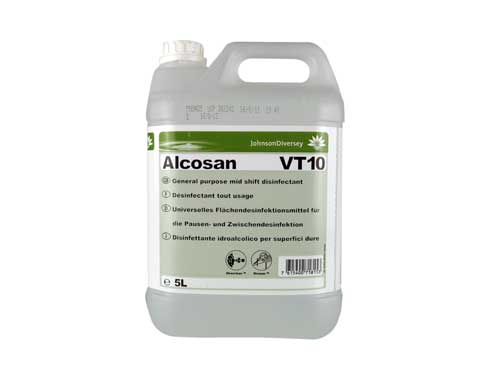 JohnsonDiversey
Alcosan VT10
General purpose mid shift disinfectant
Désinfectant tout usage
Universelles Flächendesinfektionsmittel für
die Pausen- und Zwischendesinfektion
Disinfettante idroalcolico per superfici dure
e 5L